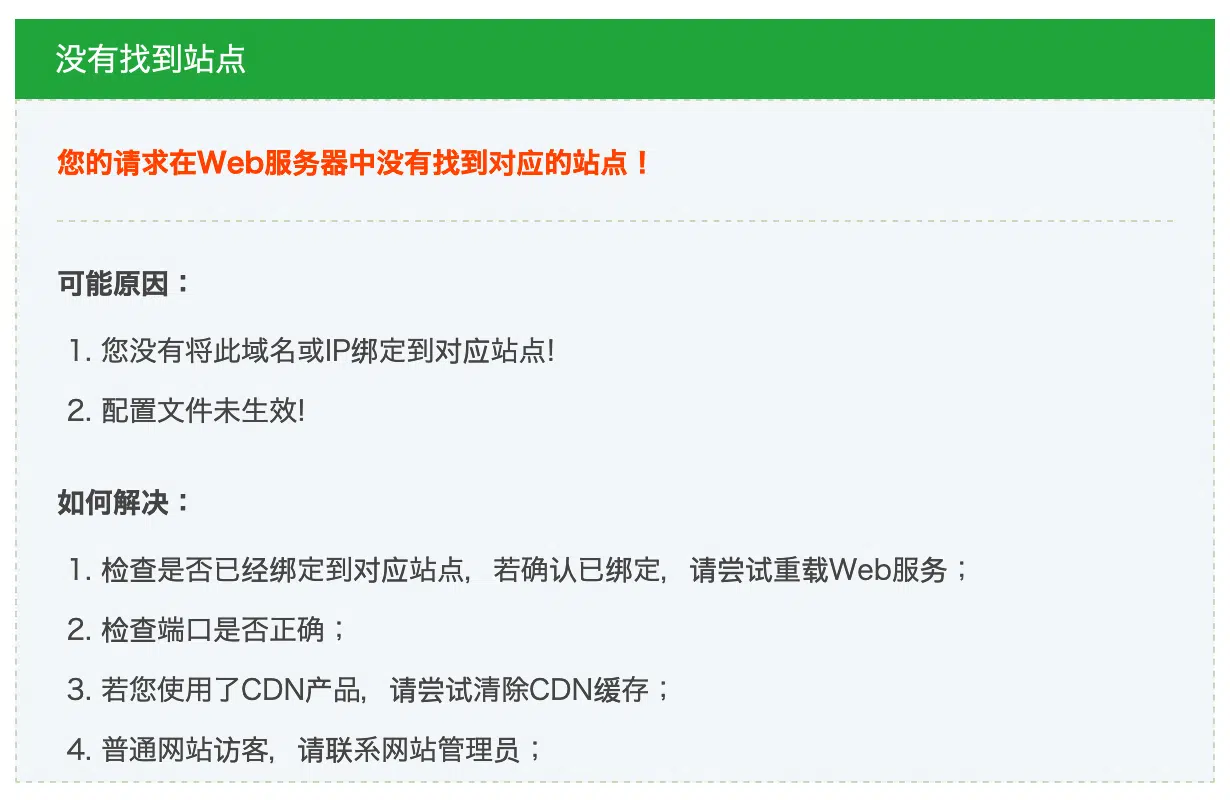 没有找到站点
您的请求在Web服务器中没有找到对应的站点！
可能原因：
1. 您没有将此域名或IP绑定到对应站点!
2. 配置文件未生效!
如何解决：
1. 检查是否已经绑定到对应站点，若确认已绑定，请尝试重载Web服务；
2. 检查端口是否正确；
3. 若您使用了CDN产品，请尝试清除CDN缓存；
4. 普通网站访客，请联系网站管理员；